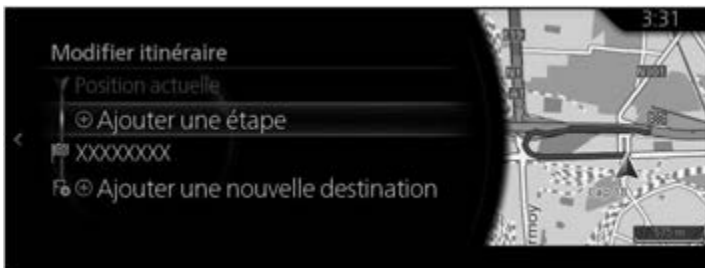 3:31
Modifier itinéraire
Position actuelle
⊕ Ajouter une étape
XXXXXXXX
⊕ Ajouter une nouvelle destination